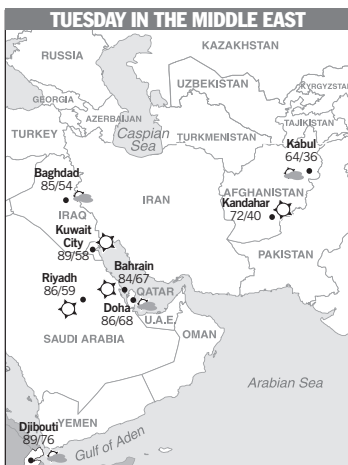 TUESDAY IN THE MIDDLE EAST
KAZAKHSTAN
RUSSIA
UZBEKISTAN
KYRGYZSTAN
GEORGIA
AZERBAIJAN
TAJIKISTAN
TURKEY
Caspian
Sea
TURKMENISTAN
Kabul
64/36
Baghdad
85/54
IRAN
AFGHANISTAN
Kandahar
72/40
IRAQ
Kuwait
City
89/58
PAKISTAN
Bahrain
84/67
Riyadh
86/59
QATAR
Doha
86/68
U.A.E.
OMAN
SAUDI ARABIA
Arabian Sea
YEMEN
Djibouti
89/76
Gulf of Aden